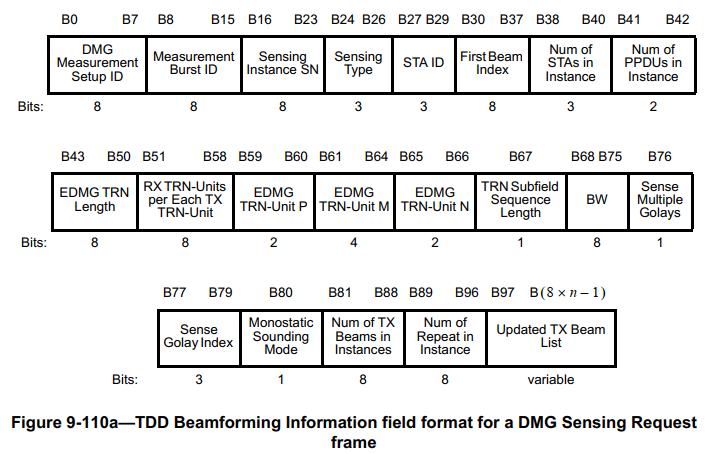 B0 B7 B8 B15 B16 B23 B24 B26 B27 B29 B30 B37 B38 B40 B41 B42
DMG Measurement Setup ID Measurement Burst ID Sensing Instance SN Sensing Type STA ID First Beam Index Num of STAs in Instance Num of PPDUs in Instance
Bits: 8 8 8 3 3 8 3 2
B43 B50 B51 B58 B59 B60 B61 B64 B65 B66 B67 B68 B75 B76
EDMG TRN Length RX TRN-Units per Each TX TRN-Unit EDMG TRN-Unit P EDMG TRN-Unit M EDMG TRN-Unit N TRN Subfield Sequence Length BW Sense Multiple Golays
Bits: 8 8 2 4 2 1 8 1
B77 B79 B80 B81 B88 B89 B96 B97 B (8 × n – 1)
Sense Golay Index Monostatic Sounding Mode Num of TX Beams in Instances Num of Repeat in Instance Updated TX Beam List
Bits: 3 1 8 8 variable
Figure 9-110a—TDD Beamforming Information field format for a DMG Sensing Request
frame